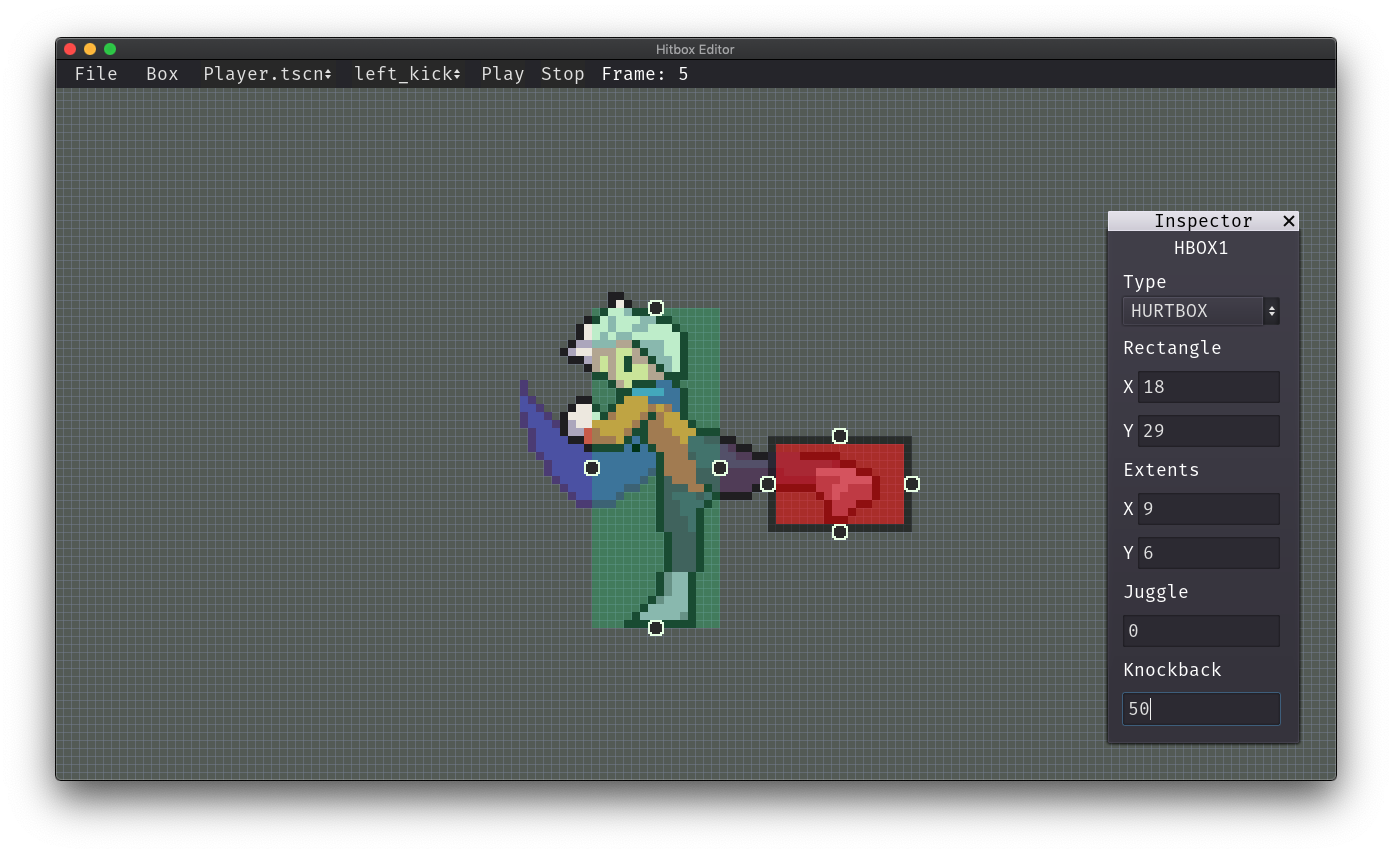 Hitbox Editor
File Box Player.tscn left_kick Play Stop Frame: 5
Inspector
HBOX1
Type
HURTBOX
Rectangle
X 18
Y 29
Extents
X 9
Y 6
Juggle
0
Knockback
50